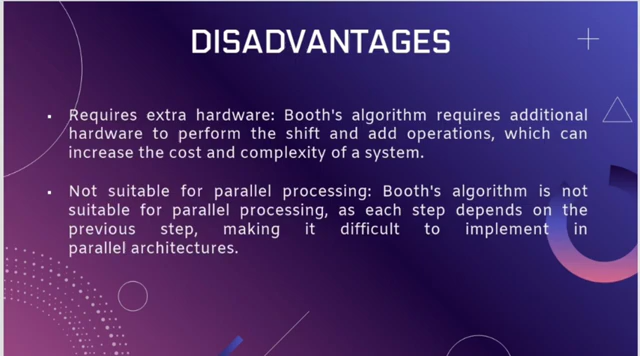 DISADVANTAGES
▪ Requires extra hardware: Booth's algorithm requires additional
hardware to perform the shift and add operations, which can
increase the cost and complexity of a system.
▪ Not suitable for parallel processing: Booth's algorithm is not
suitable for parallel processing, as each step depends on the
previous step, making it difficult to implement in
parallel architectures.